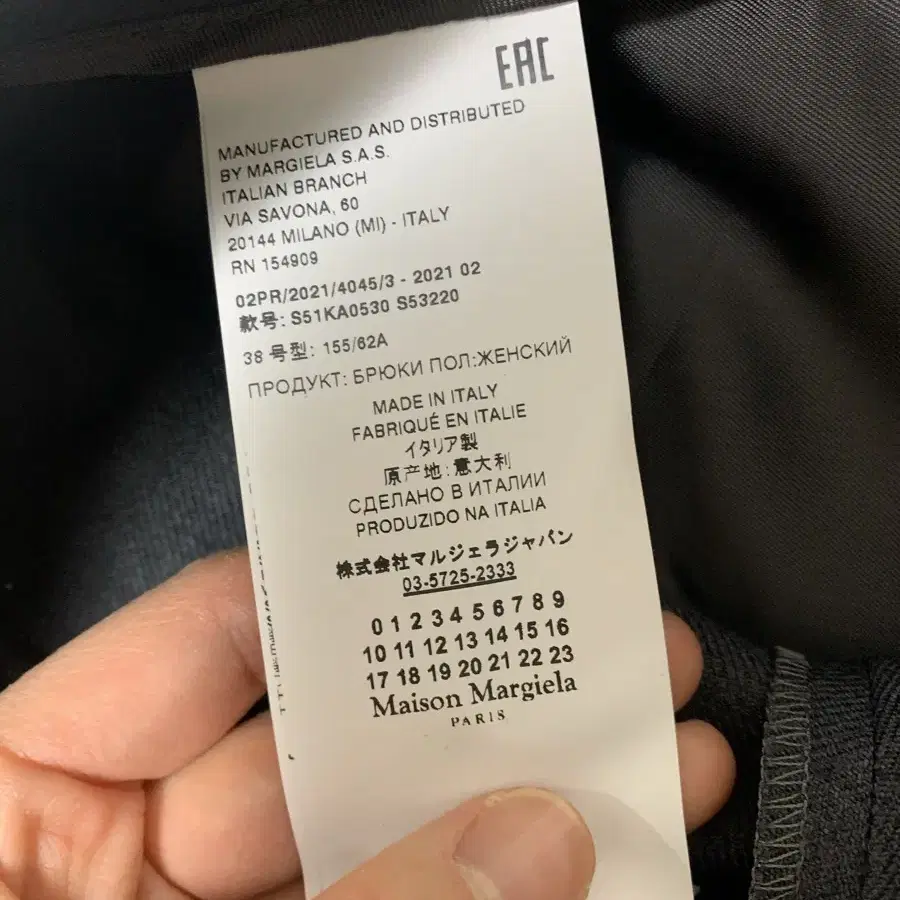 EAC
MANUFACTURED AND DISTRIBUTED
BY MARGIELA S.A.S.
ITALIAN BRANCH
VIA SAVONA, 60
20144 MILANO (MI) - ITALY
RN 154909
02PR/2021/4045/3 - 2021 02
款号: S51KA0530 S53220
38 号型: 155/62A
ПРОДУКТ: БРЮКИ ПОЛ:ЖЕНСКИЙ
MADE IN ITALY
FABRIQUÉ EN ITALIE
イタリア製
原产地:意大利
СДЕЛАНО В ИТАЛИИ
PRODUZIDO NA ITALIA
株式会社マルジェラジャパン
03-5725-2333
0 1 2 3 4 5 6 7 8 9
10 11 12 13 14 15 16
17 18 19 20 21 22 23
Maison Margiela
PARIS